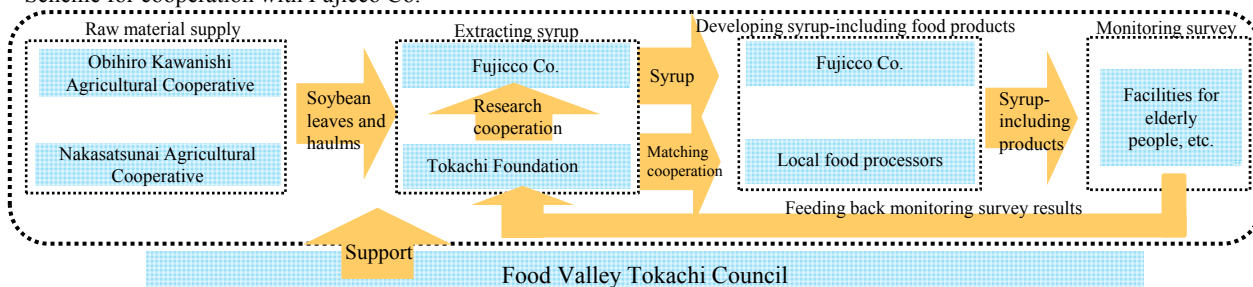 Scheme for cooperation with Fujicco Co.
Raw material supply
Obihiro Kawanishi
Agricultural Cooperative
Nakasatsunai Agricultural
Cooperative
Soybean
leaves and
haulms
Extracting syrup
Fujicco Co.
Research
cooperation
Tokachi Foundation
Syrup
Matching
cooperation
Developing syrup-including food products
Fujicco Co.
Local food processors
Syrup-
including
products
Monitoring survey
Facilities for
elderly
people, etc.
Feeding back monitoring survey results
Support
Food Valley Tokachi Council